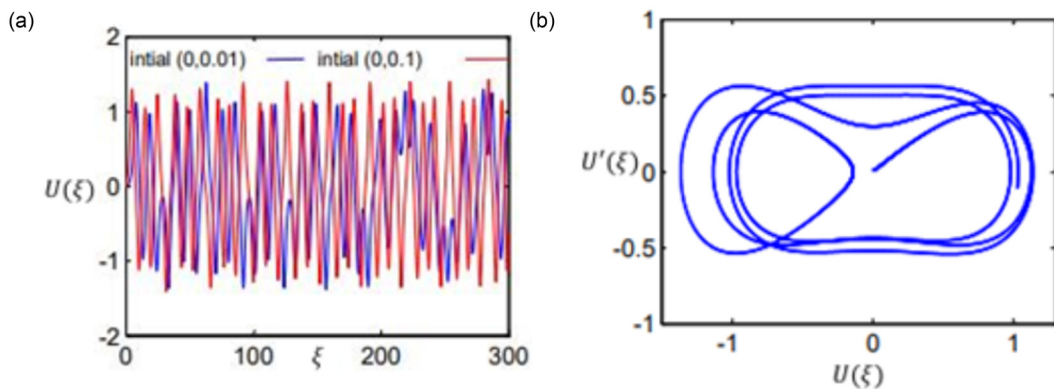 (a)
(b)
2
intial (0,0.01) intial (0,0.1)
1
U(ξ)
0
-1
-2
0 100 ξ 200 300
1
0.5
U′(ξ) 0
-0.5
-1
-1 0 1
U(ξ)